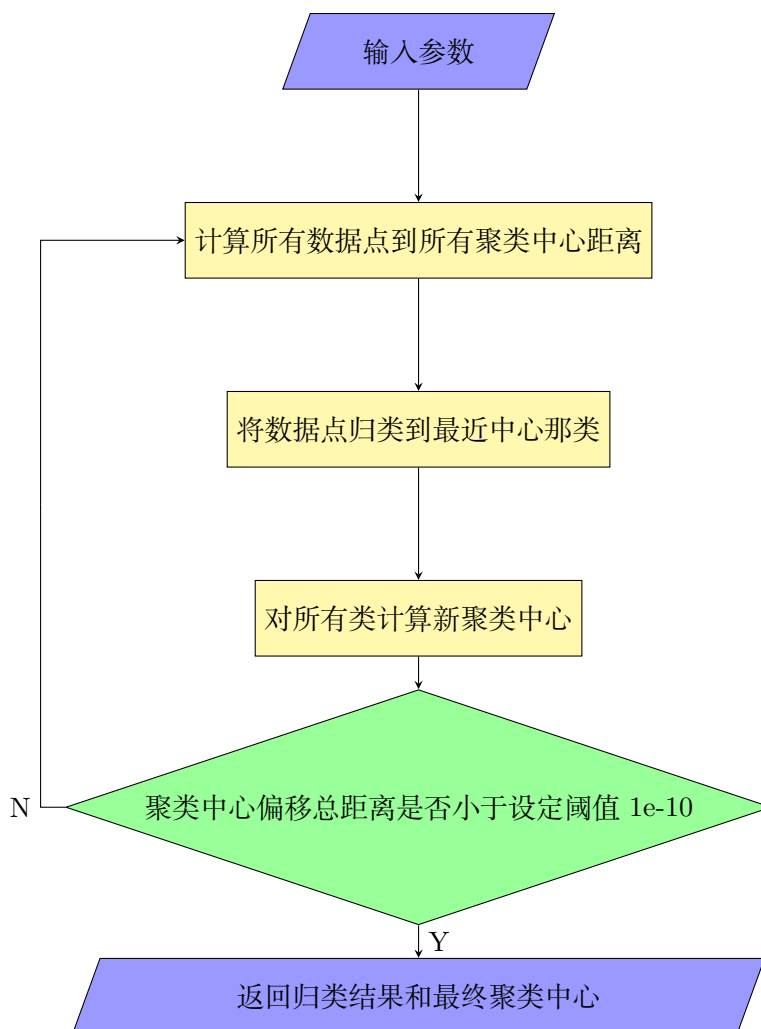 输入参数
计算所有数据点到所有聚类中心距离
将数据点归类到最近中心那类
对所有类计算新聚类中心
聚类中心偏移总距离是否小于设定阈值 1e-10
N
Y
返回归类结果和最终聚类中心